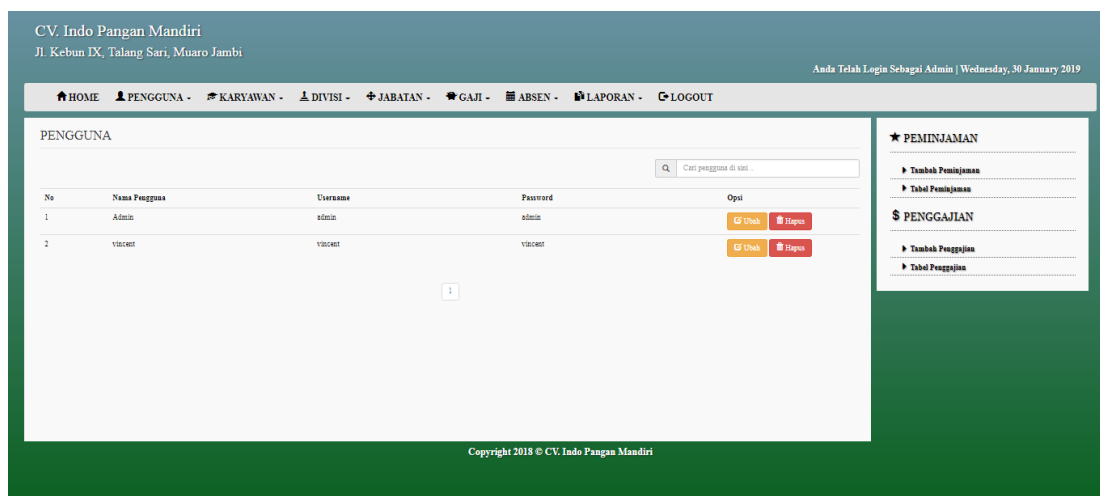 CV. Indo Pangan Mandiri
Jl. Kebun IX, Talang Sari, Muaro Jambi
Anda Telah Login Sebagai Admin | Wednesday, 30 January 2019
HOME PENGGUNA KARYAWAN DIVISI JABATAN GAJI ABSEN LAPORAN LOGOUT
PENGGUNA
Cari pengguna di sini ..
No Nama Pengguna Username Password Opsi
1 Admin admin admin Ubah Hapus
2 vincent vincent vincent Ubah Hapus
1
PEMINJAMAN
Tambah Peminjaman
Tabel Peminjaman
$ PENGGAJIAN
Tambah Penggajian
Tabel Penggajian
Copyright 2018 © CV. Indo Pangan Mandiri